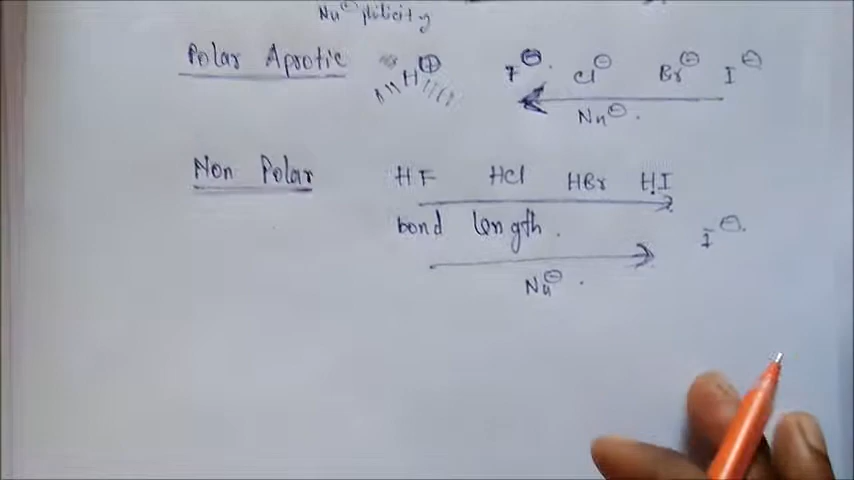 Nu⊖ philicity
Polar Aprotic H⊕ F⊖ Cl⊖ Br⊖ I⊖
Nu⊖.
Non Polar HF HCl HBr HI
bond length.
I⊖.
Nu⊖.